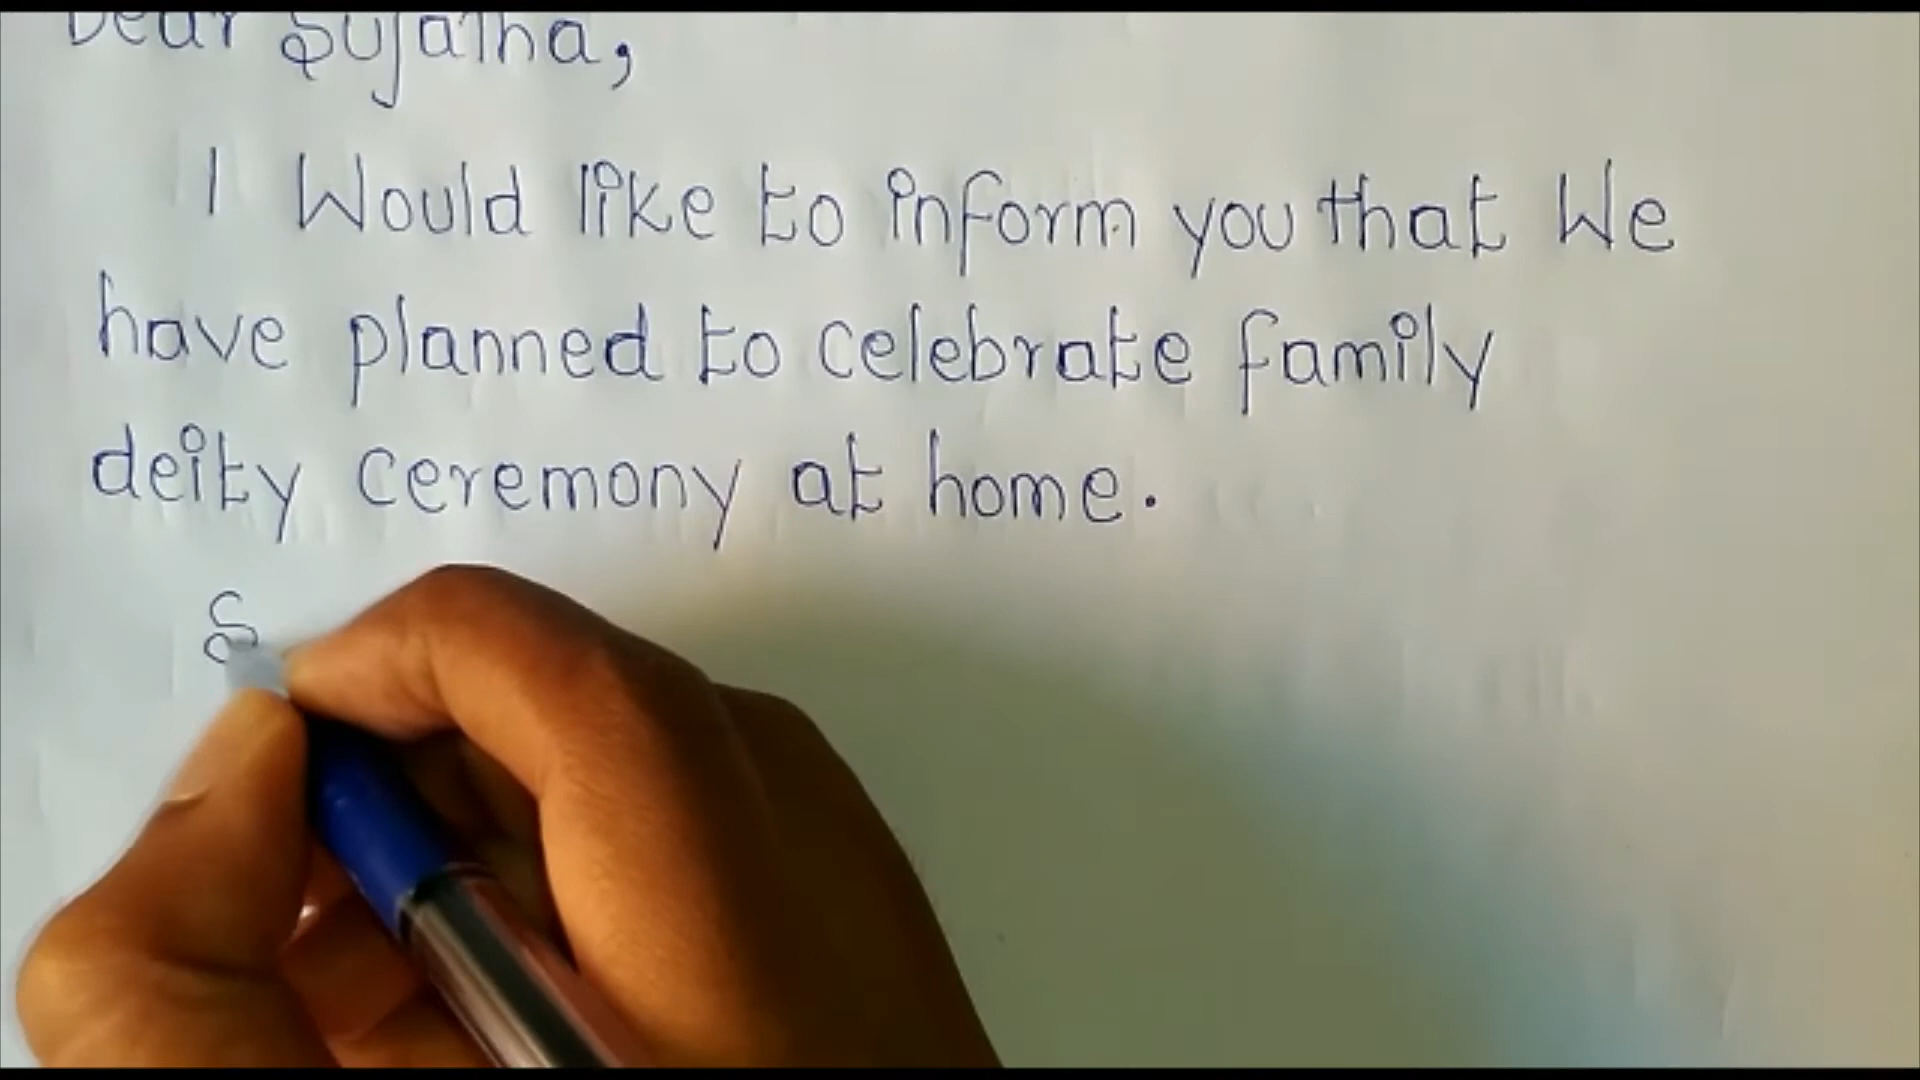 Dear Sujatha,
I Would like to inform you that We
have planned to celebrate family
deity ceremony at home.
S